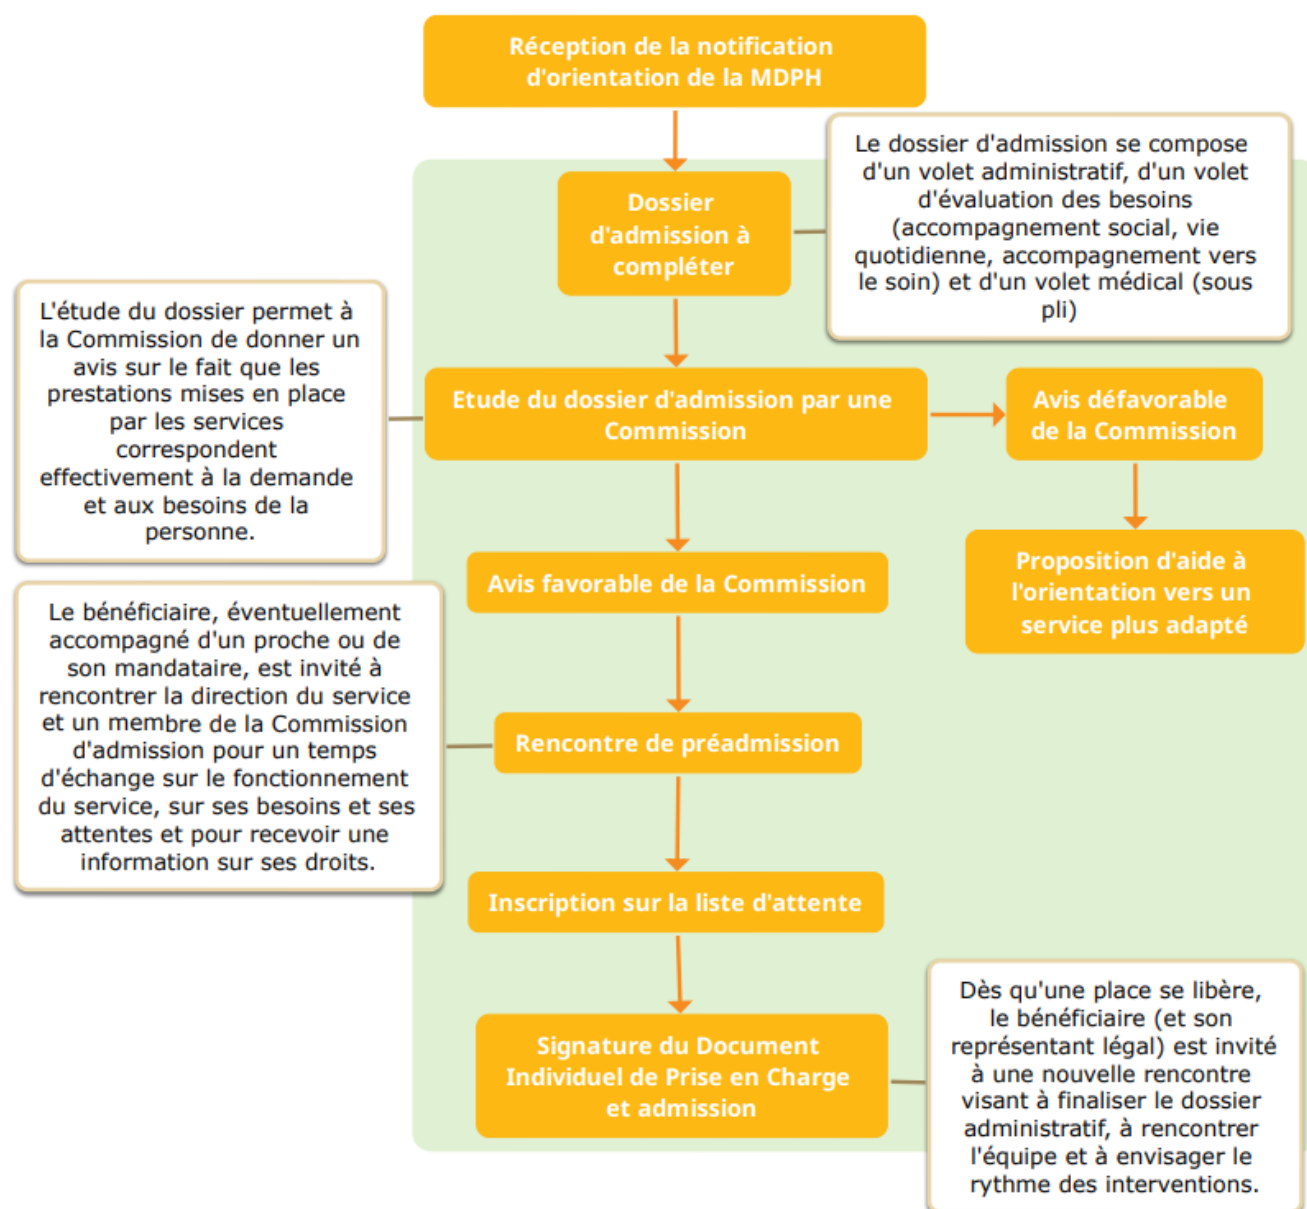 Réception de la notification
d'orientation de la MDPH
Le dossier d'admission se compose
d'un volet administratif, d'un volet
d'évaluation des besoins
(accompagnement social, vie
quotidienne, accompagnement vers
le soin) et d'un volet médical (sous
pli)
Dossier
d'admission à
compléter
L'étude du dossier permet à
la Commission de donner un
avis sur le fait que les
prestations mises en place
par les services
correspondent
effectivement à la demande
et aux besoins de la
personne.
Etude du dossier d'admission par une
Commission
Avis défavorable
de la Commission
Proposition d'aide à
l'orientation vers un
service plus adapté
Avis favorable de la Commission
Le bénéficiaire, éventuellement
accompagné d'un proche ou de
son mandataire, est invité à
rencontrer la direction du service
et un membre de la Commission
d'admission pour un temps
d'échange sur le fonctionnement
du service, sur ses besoins et ses
attentes et pour recevoir une
information sur ses droits.
Rencontre de préadmission
Inscription sur la liste d'attente
Signature du Document
Individuel de Prise en Charge
et admission
Dès qu'une place se libère,
le bénéficiaire (et son
représentant légal) est invité
à une nouvelle rencontre
visant à finaliser le dossier
administratif, à rencontrer
l'équipe et à envisager le
rythme des interventions.